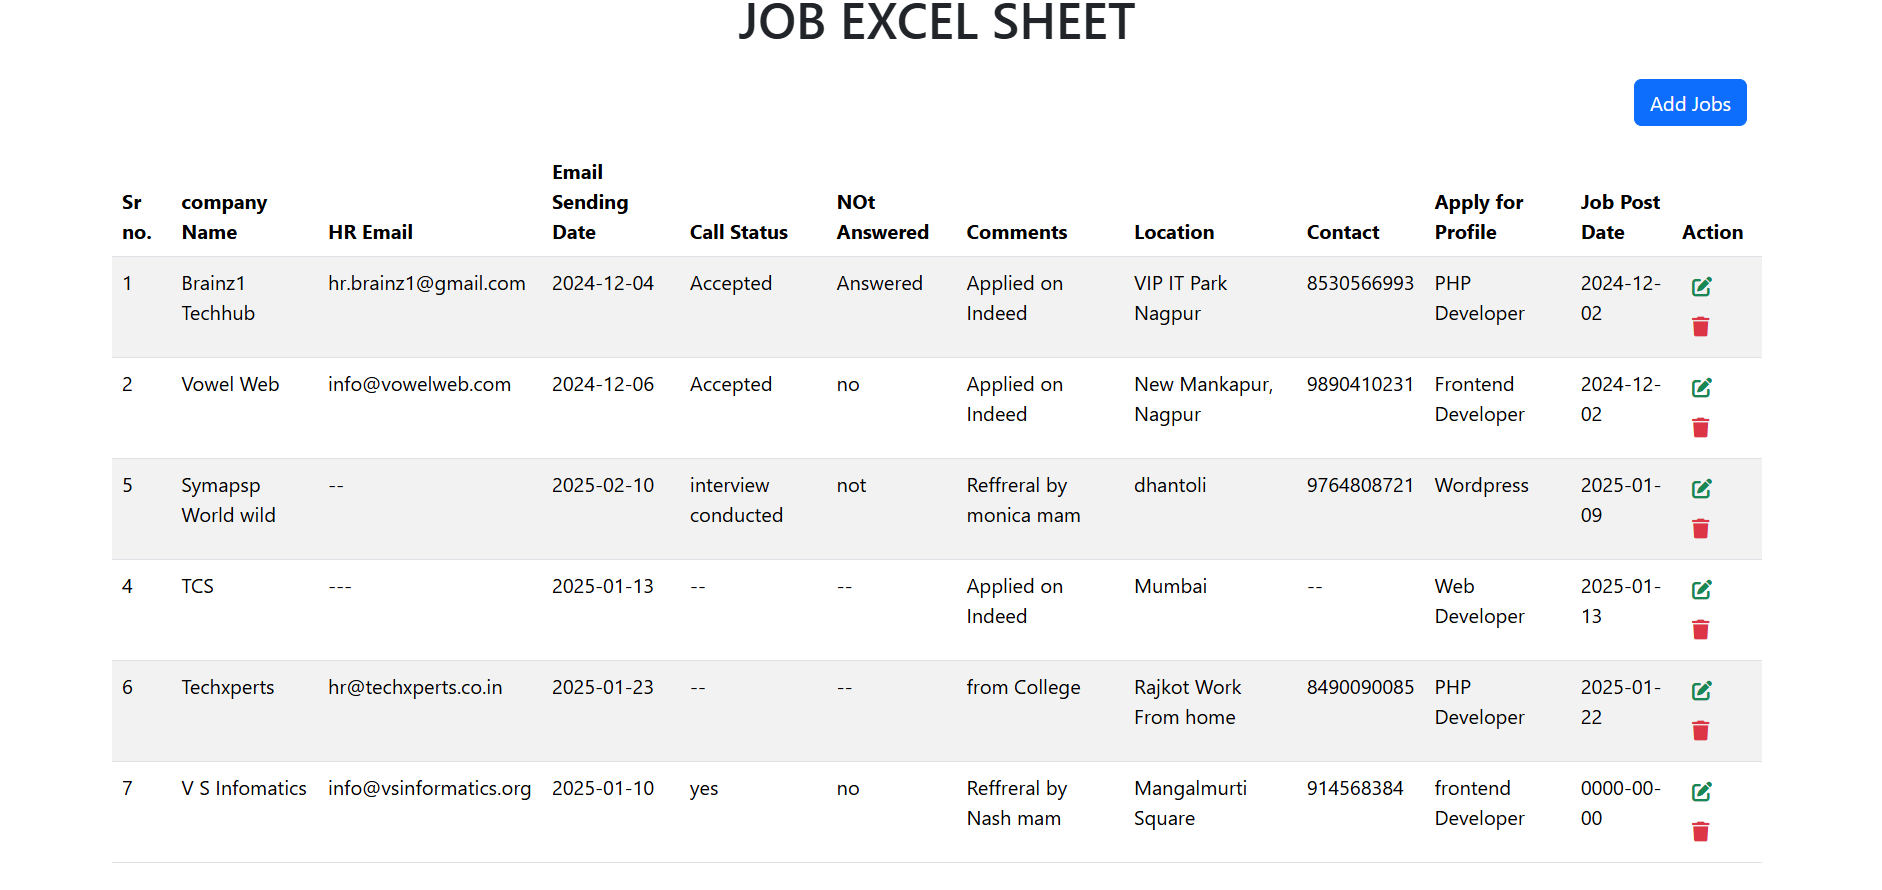 JOB EXCEL SHEET
Add Jobs
Sr no. company Name HR Email Email Sending Date Call Status NOt Answered Comments Location Contact Apply for Profile Job Post Date Action
1 Brainz1 Techhub hr.brainz1@gmail.com 2024-12-04 Accepted Answered Applied on Indeed VIP IT Park Nagpur 8530566993 PHP Developer 2024-12-02
2 Vowel Web info@vowelweb.com 2024-12-06 Accepted no Applied on Indeed New Mankapur, Nagpur 9890410231 Frontend Developer 2024-12-02
5 Symapsp World wild -- 2025-02-10 interview conducted not Reffreral by monica mam dhantoli 9764808721 Wordpress 2025-01-09
4 TCS --- 2025-01-13 -- -- Applied on Indeed Mumbai -- Web Developer 2025-01-13
6 Techxperts hr@techxperts.co.in 2025-01-23 -- -- from College Rajkot Work From home 8490090085 PHP Developer 2025-01-22
7 V S Infomatics info@vsinformatics.org 2025-01-10 yes no Reffreral by Nash mam Mangalmurti Square 914568384 frontend Developer 0000-00-00